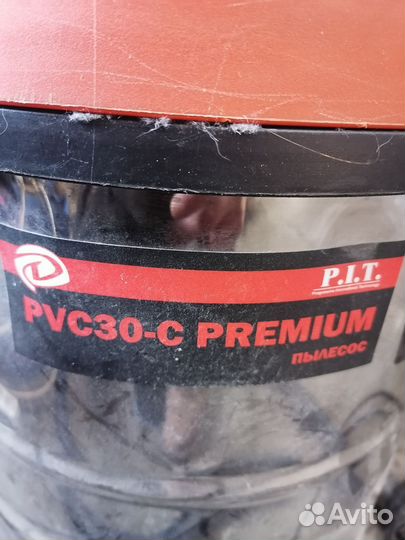 P.I.T.
Progressive Innovational Technology
PVC30-C PREMIUM
ПЫЛЕСОС
Avito